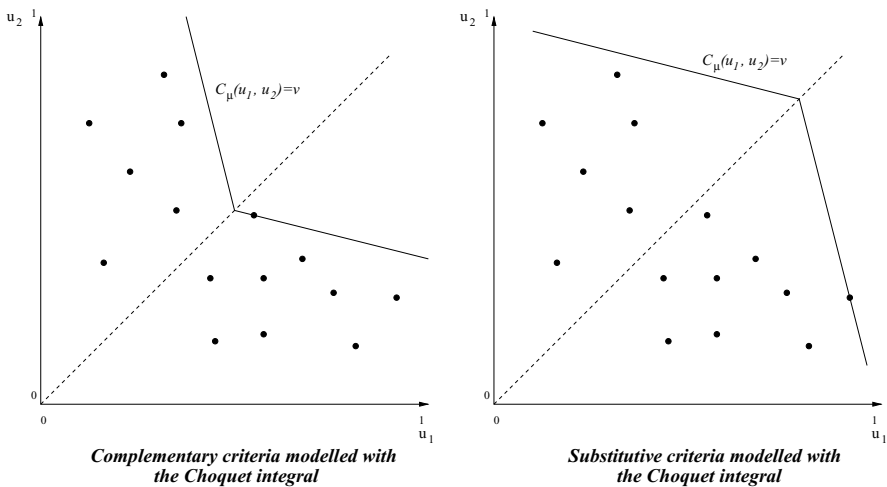 u2 1
Cμ(u1, u2)=v
0
0
1
u1
Complementary criteria modelled with
the Choquet integral
u2 1
Cμ(u1, u2)=v
0
0
1
u1
Substitutive criteria modelled with
the Choquet integral